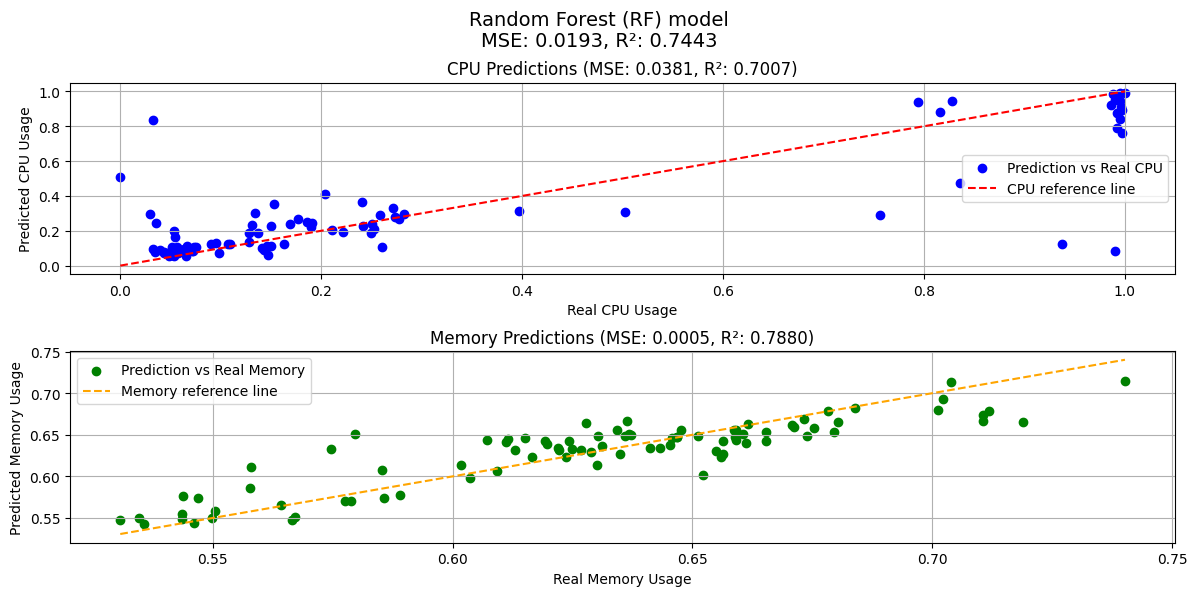 Random Forest (RF) model
MSE: 0.0193, R²: 0.7443
CPU Predictions (MSE: 0.0381, R²: 0.7007)
Predicted CPU Usage
1.0
0.8
0.6
0.4
0.2
0.0
Prediction vs Real CPU
CPU reference line
0.0 0.2 0.4 0.6 0.8 1.0
Real CPU Usage
Memory Predictions (MSE: 0.0005, R²: 0.7880)
Predicted Memory Usage
0.75
0.70
0.65
0.60
0.55
Prediction vs Real Memory
Memory reference line
0.55 0.60 0.65 0.70 0.75
Real Memory Usage